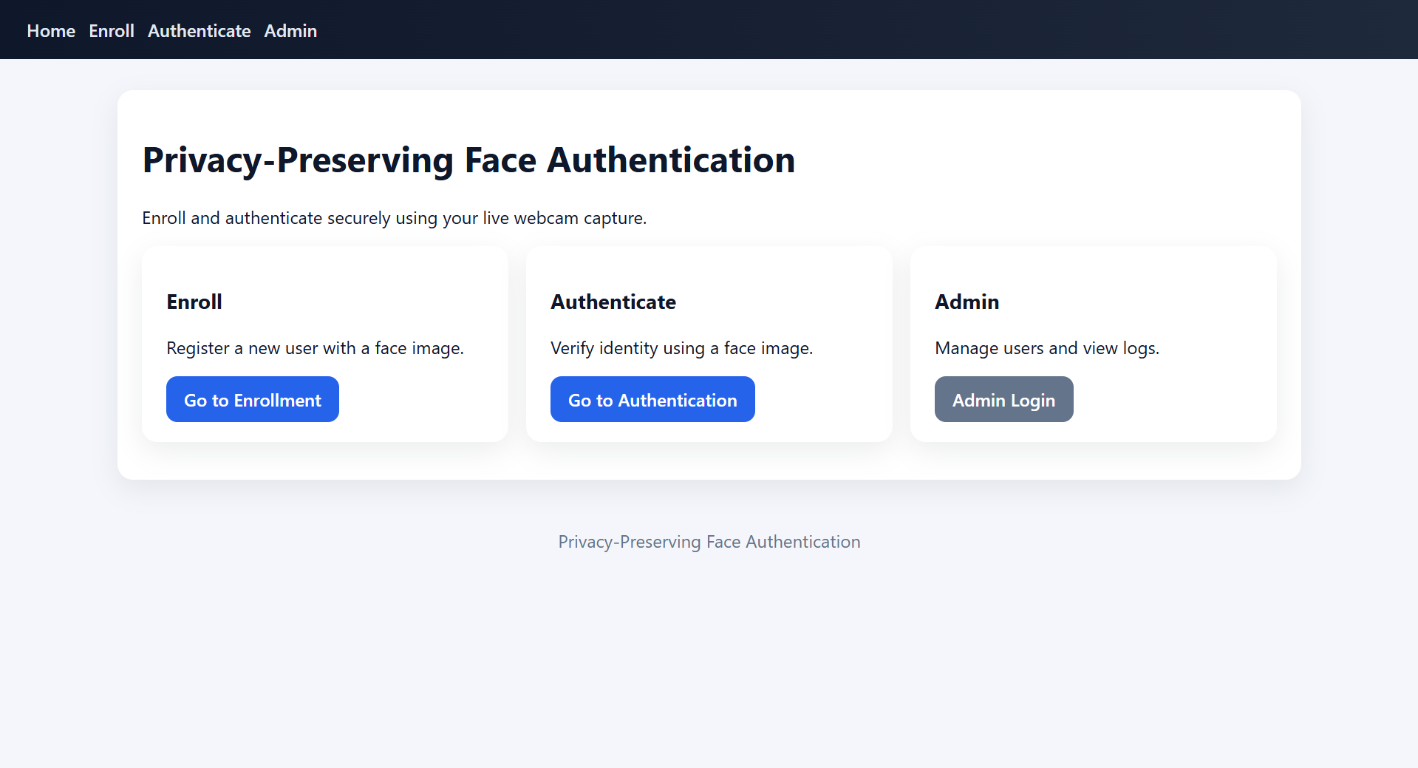 Home Enroll Authenticate Admin
Privacy-Preserving Face Authentication
Enroll and authenticate securely using your live webcam capture.
Enroll
Register a new user with a face image.
Go to Enrollment
Authenticate
Verify identity using a face image.
Go to Authentication
Admin
Manage users and view logs.
Admin Login
Privacy-Preserving Face Authentication